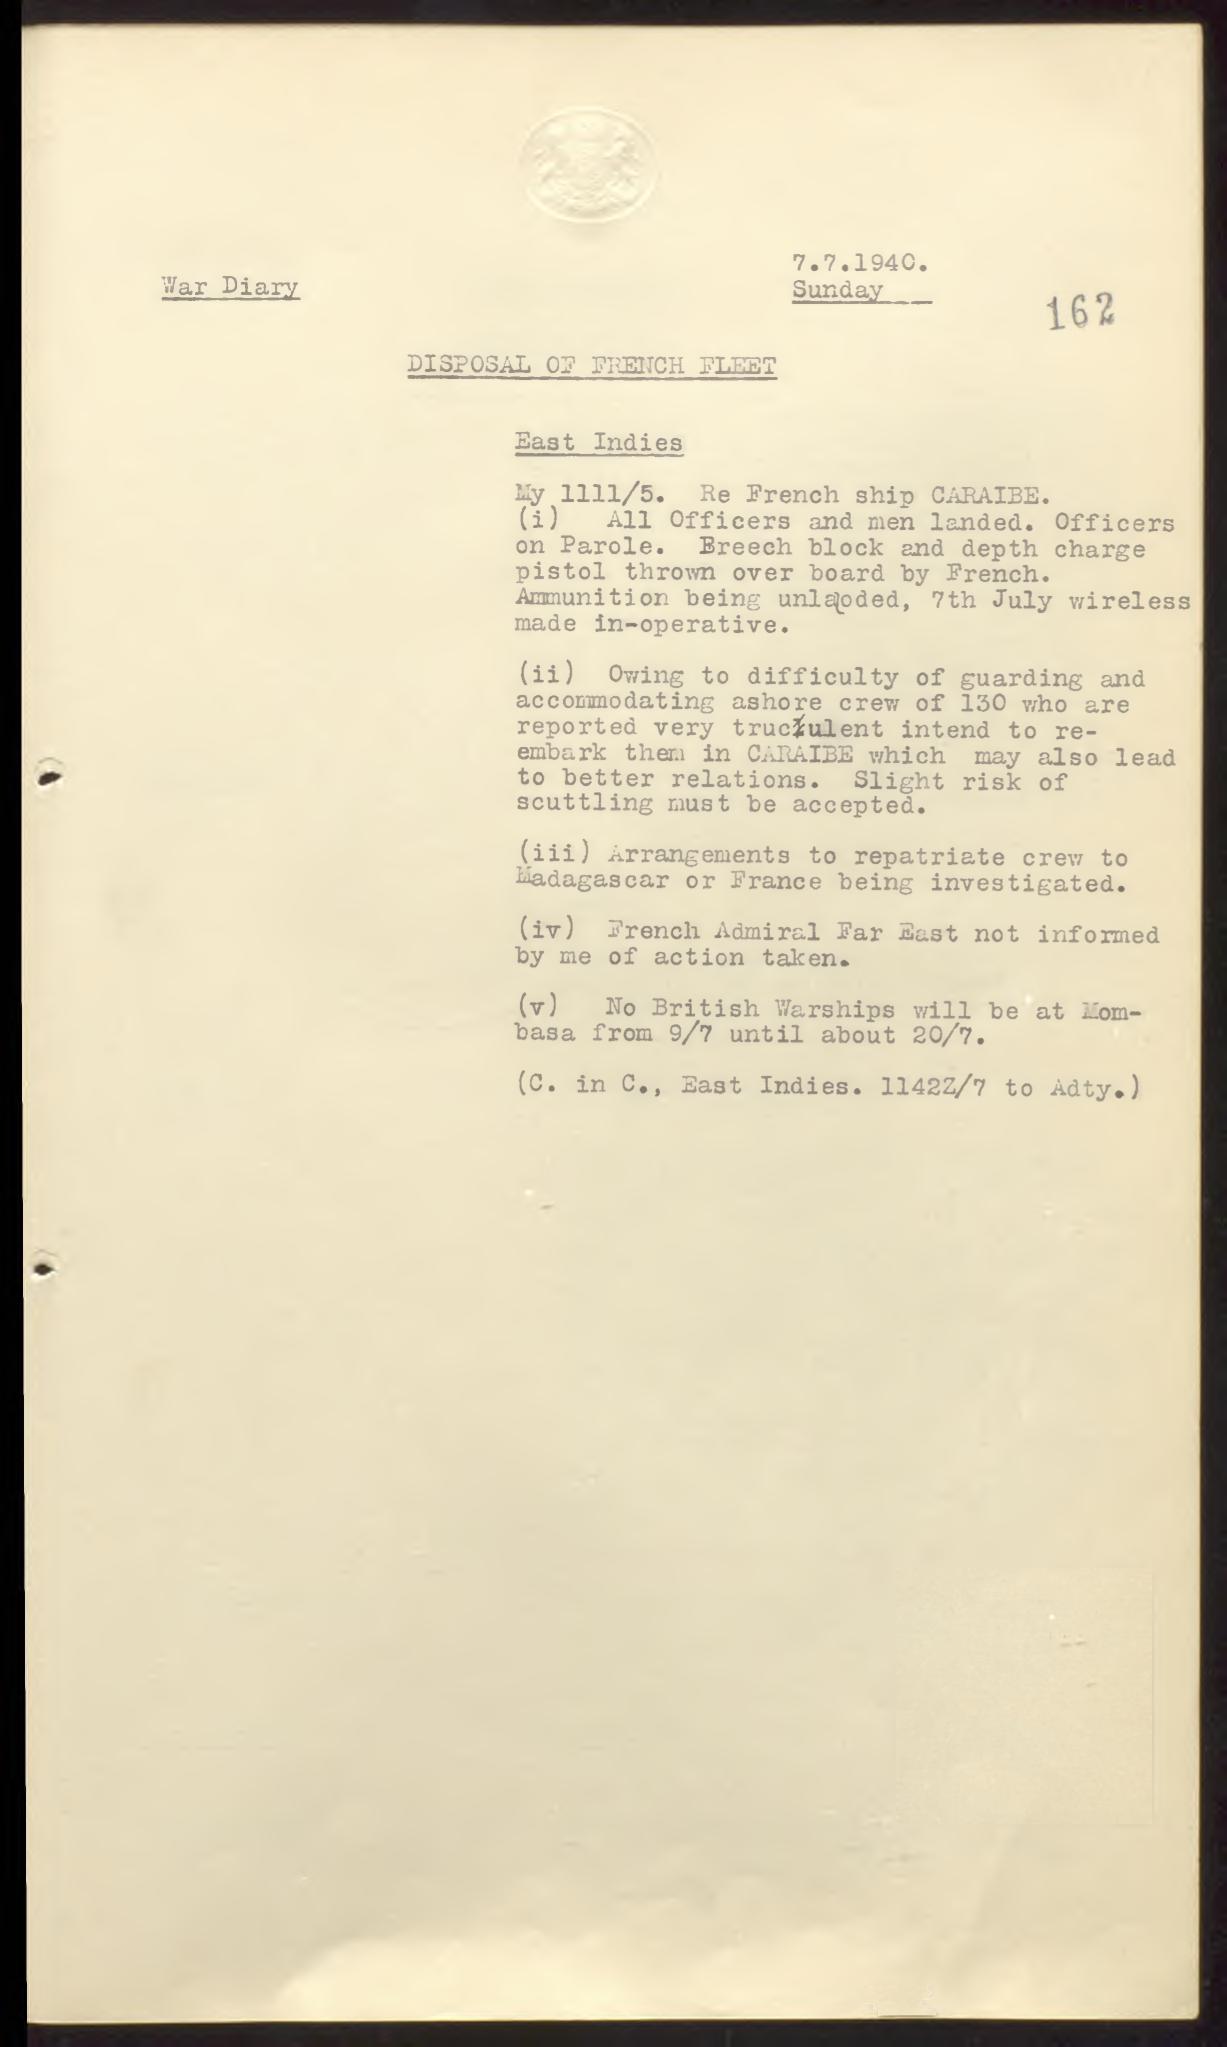 7.7.1940.
War Diary
Sunday
162
DISPOSAL OF FRENCH FLEET
East Indies
My 1111/5. Re French ship CARAIBE.
(i) All Officers and men landed. Officers
on Parole. Breech block and depth charge
pistol thrown over board by French.
Ammunition being unlaoded, 7th July wireless
made in-operative.
(ii) Owing to difficulty of guarding and
accommodating ashore crew of 130 who are
reported very truculent intend to re-
embark them in CARAIBE which may also lead
to better relations. Slight risk of
scuttling must be accepted.
(iii) Arrangements to repatriate crew to
Madagascar or France being investigated.
(iv) French Admiral Far East not informed
by me of action taken.
(v) No British Warships will be at Mom-
basa from 9/7 until about 20/7.
(C. in C., East Indies. 1142Z/7 to Adty.)